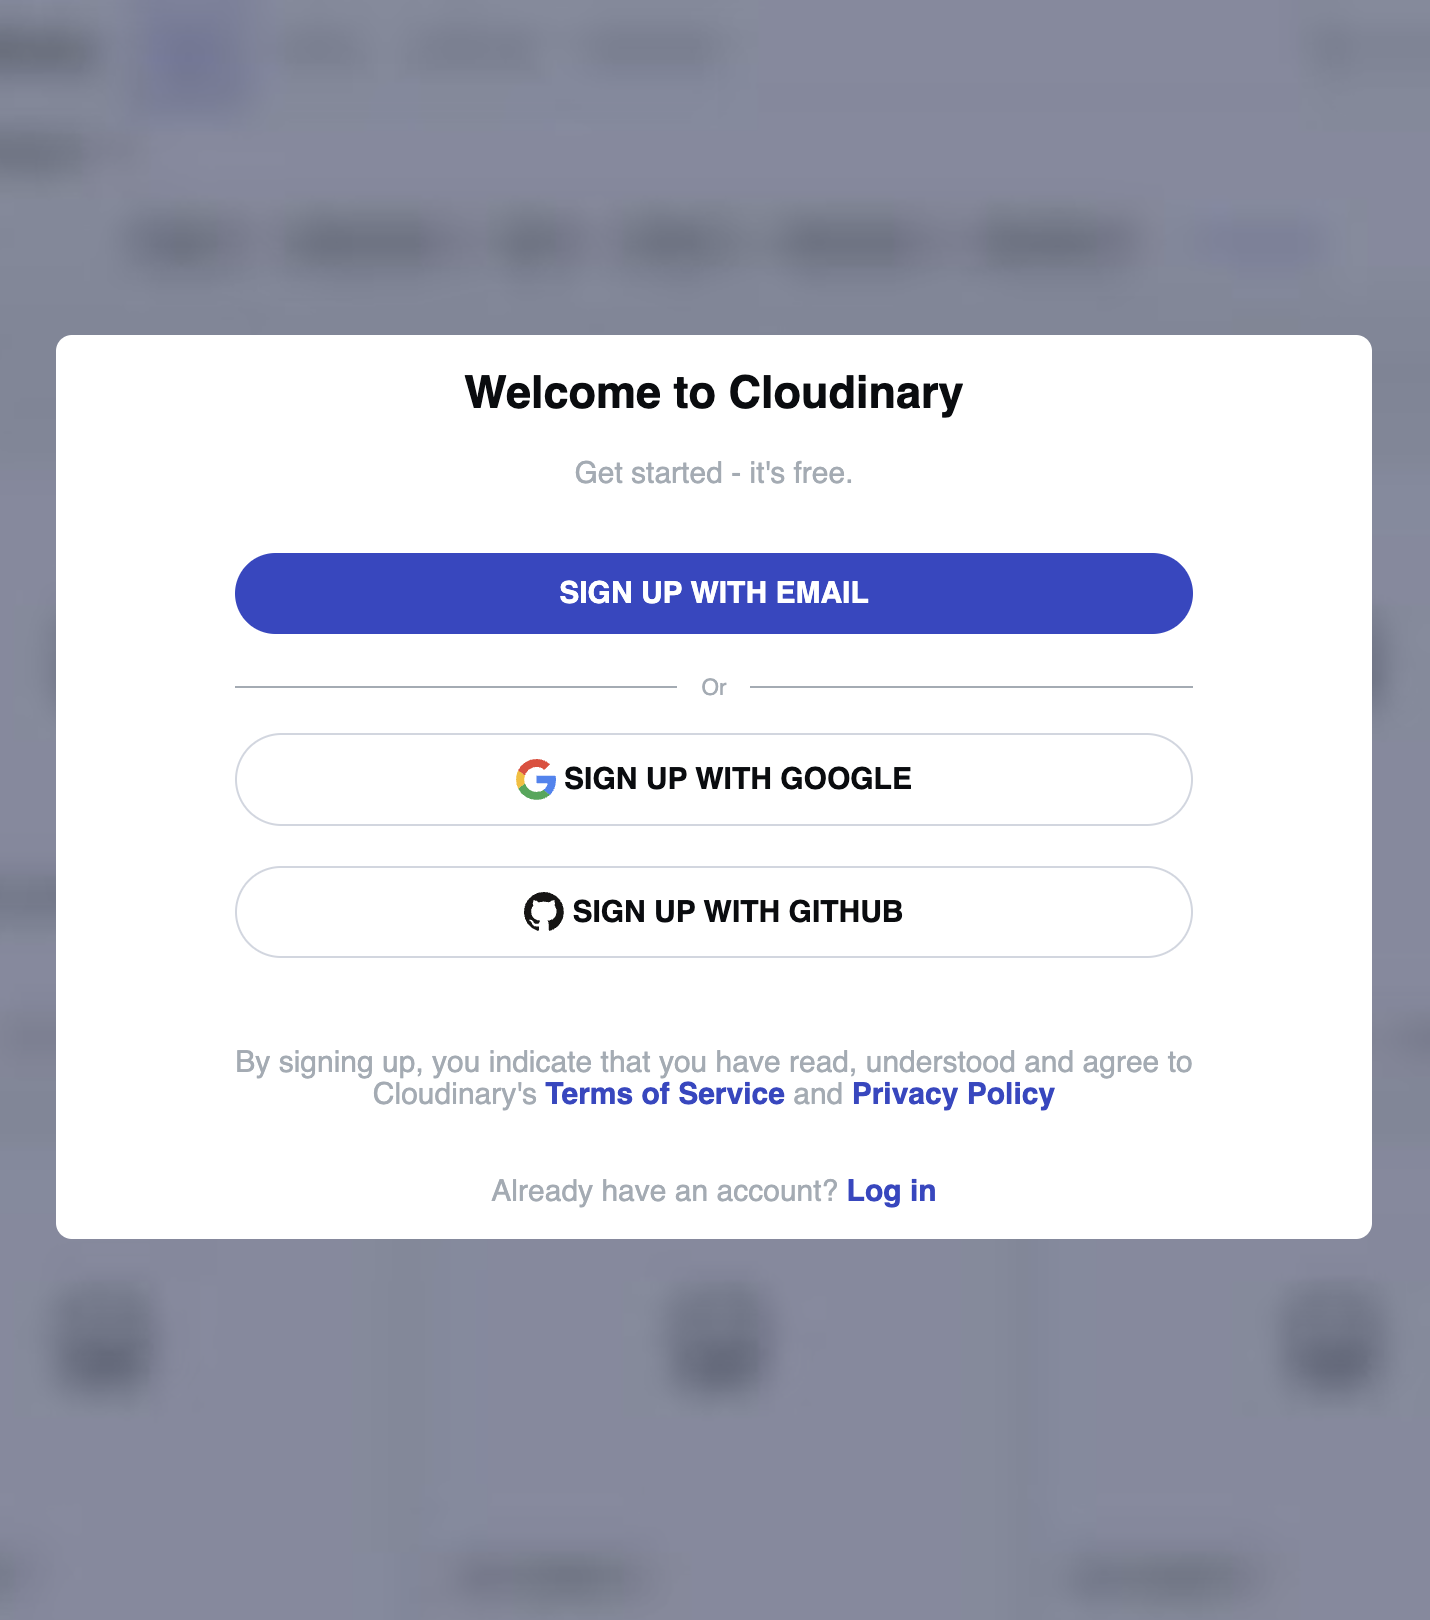 Welcome to Cloudinary
Get started - it's free.
SIGN UP WITH EMAIL
Or
SIGN UP WITH GOOGLE
SIGN UP WITH GITHUB
By signing up, you indicate that you have read, understood and agree to
Cloudinary's Terms of Service and Privacy Policy
Already have an account? Log in